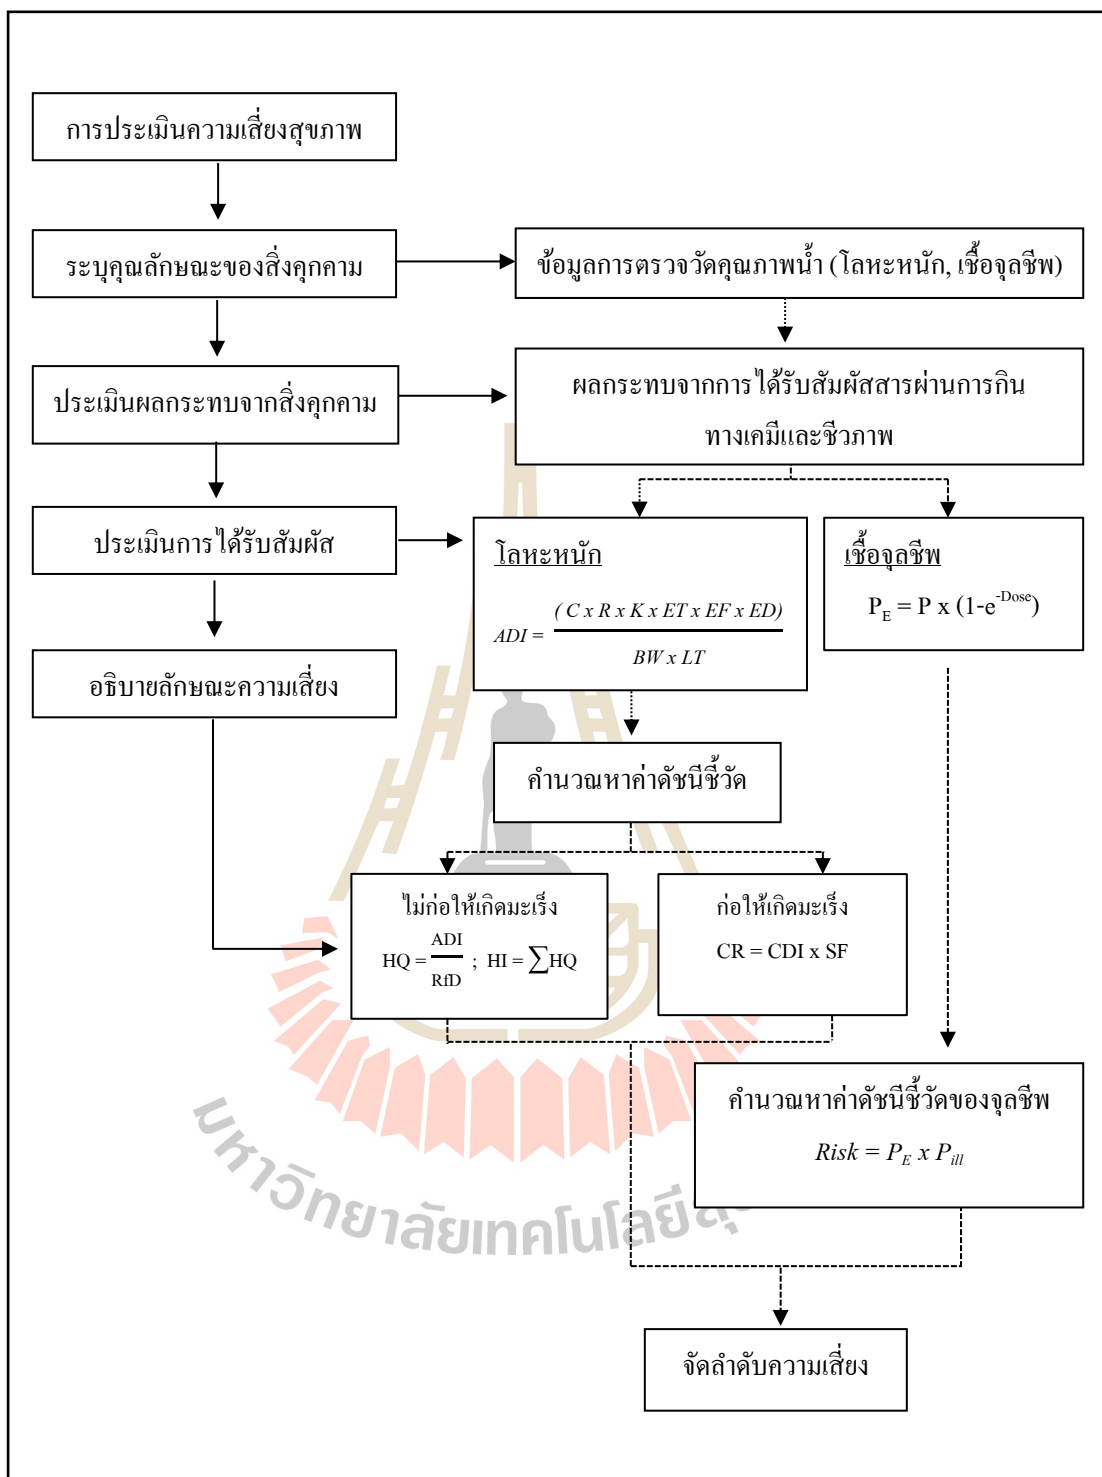 การประเมินความเสี่ยงสุขภาพ
ระบุคุณลักษณะของสิ่งคุกคาม
ข้อมูลการตรวจวัดคุณภาพน้ำ (โลหะหนัก, เชื้อจุลชีพ)
ประเมินผลกระทบจากสิ่งคุกคาม
ผลกระทบจากการได้รับสัมผัสสารผ่านการกิน
ทางเคมีและชีวภาพ
ประเมินการได้รับสัมผัส
โลหะหนัก
ADI = (C x R x K x ET x EF x ED) / BW x LT
เชื้อจุลชีพ
P_E = P x (1-e^-Dose)
อธิบายลักษณะความเสี่ยง
คำนวณหาค่าดัชนีชี้วัด
ไม่ก่อให้เกิดมะเร็ง
HQ = ADI / RfD ; HI = ∑HQ
ก่อให้เกิดมะเร็ง
CR = CDI x SF
คำนวณหาค่าดัชนีชี้วัดของจุลชีพ
Risk = P_E x P_ill
มหาวิทยาลัยเทคโนโลยี
จัดลำดับความเสี่ยง